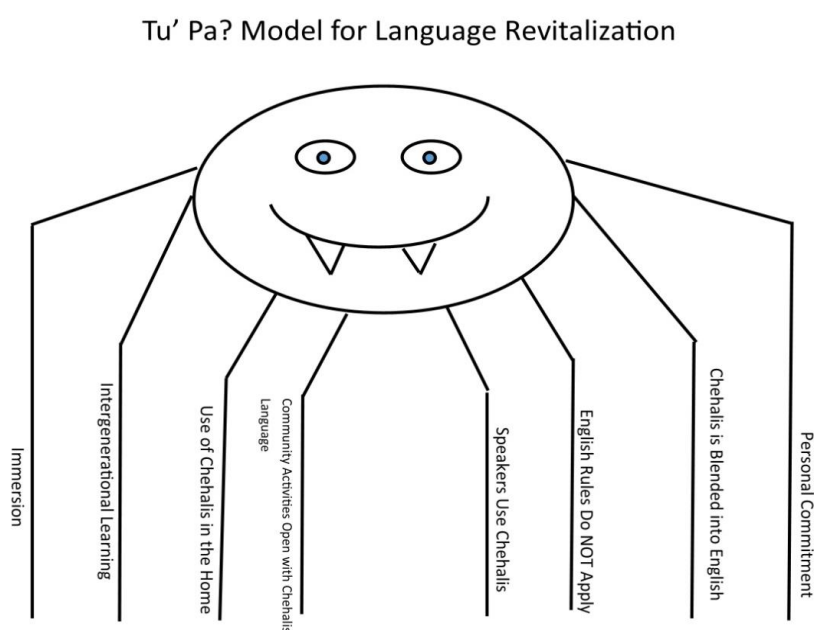 Tu' Pa? Model for Language Revitalization
Immersion
Intergenerational Learning
Use of Chehalis in the Home
Community Activities Open with Chehalis
Language
Speakers Use Chehalis
English Rules Do NOT Apply
Chehalis is Blended into English
Personal Commitment